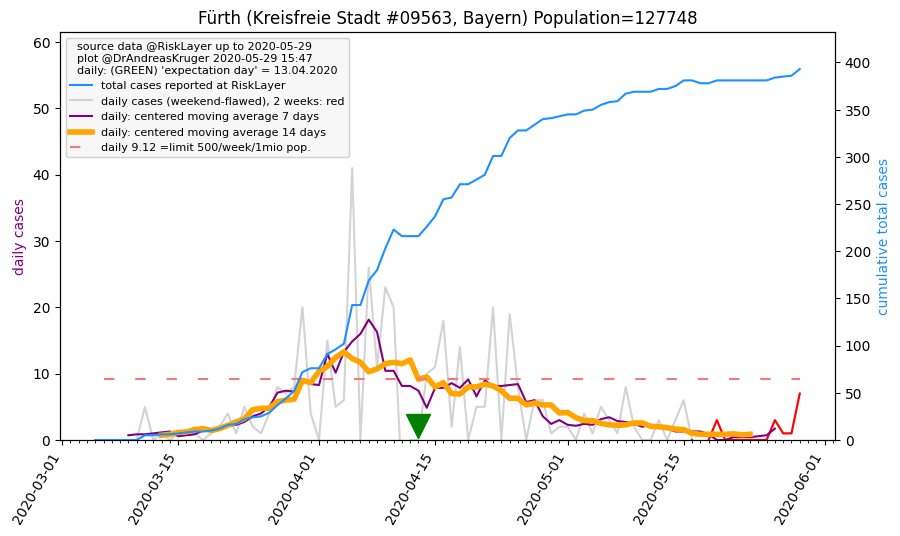 Fürth (Kreisfreie Stadt #09563, Bayern) Population=127748
source data @RiskLayer up to 2020-05-29
plot @DrAndreasKruger 2020-05-29 15:47
daily: (GREEN) 'expectation day' = 13.04.2020
total cases reported at RiskLayer
daily cases (weekend-flawed), 2 weeks: red
daily: centered moving average 7 days
daily: centered moving average 14 days
daily 9.12 =limit 500/week/1mio pop.
daily cases
60
50
40
30
20
10
0
cumulative total cases
400
350
300
250
200
150
100
50
0
2020-03-01
2020-03-15
2020-04-01
2020-04-15
2020-05-01
2020-05-15
2020-06-01